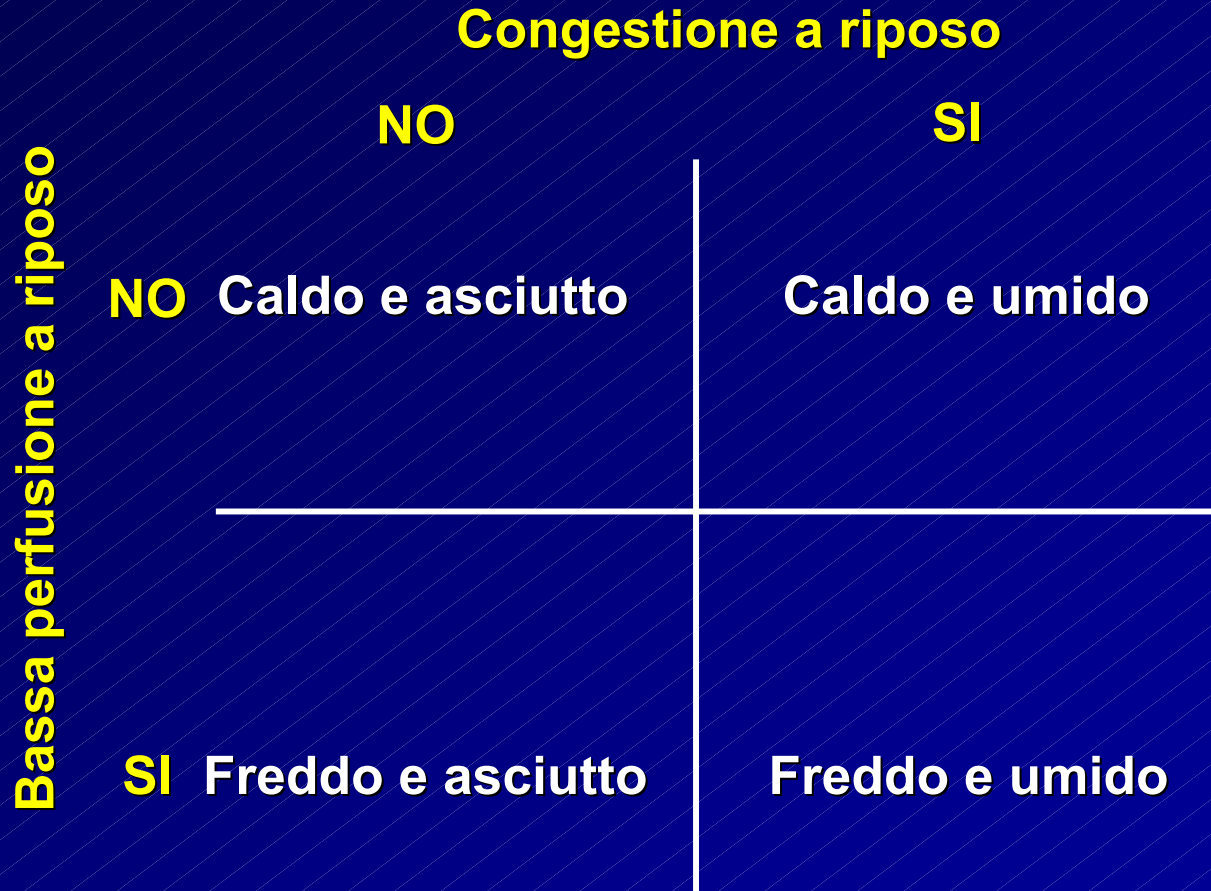 Congestione a riposo
NO SI
Bassa perfusione a riposo
NO Caldo e asciutto Caldo e umido
SI Freddo e asciutto Freddo e umido